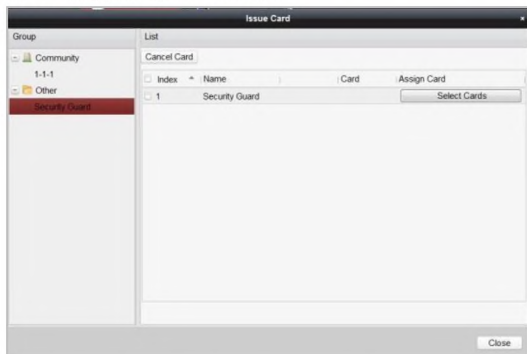 Issue Card
Group
List
Community
1-1-1
Other
Security Guard
Cancel Card
Index Name Card Assign Card
1 Security Guard Select Cards
Close